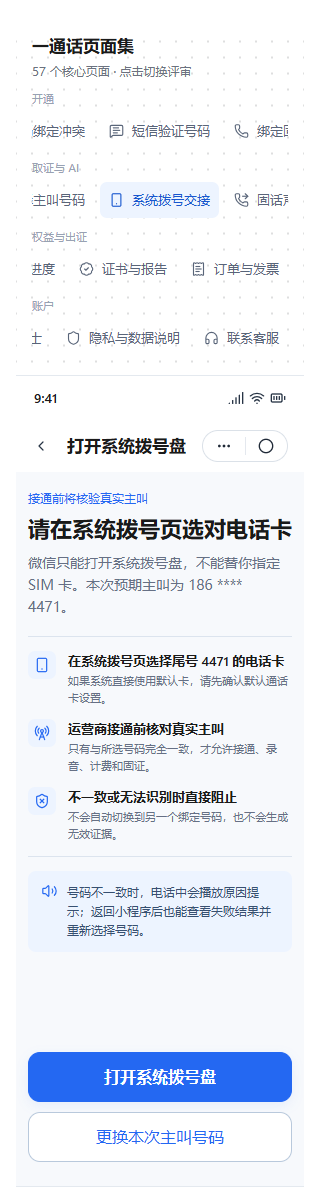 一通话页面集
57 个核心页面 · 点击切换评审
开通
绑定冲突 短信验证号码 绑定
取证与 AI
主叫号码 系统拨号交接 固话
权益与出证
进度 证书与报告 订单与发票
账户
士 隐私与数据说明 联系客服
9:41
打开系统拨号盘
接通前将核验真实主叫
请在系统拨号页选对电话卡
微信只能打开系统拨号盘，不能替你指定
SIM 卡。本次预期主叫为 186 ****
4471。
在系统拨号页选择尾号 4471 的电话卡
如果系统直接使用默认卡，请先确认默认通话
卡设置。
运营商接通前核对真实主叫
只有与所选号码完全一致，才允许接通、录
音、计费和固证。
不一致或无法识别时直接阻止
不会自动切换到另一个绑定号码，也不会生成
无效证据。
号码不一致时，电话中会播放原因提
示；返回小程序后也能查看失败结果并
重新选择号码。
打开系统拨号盘
更换本次主叫号码